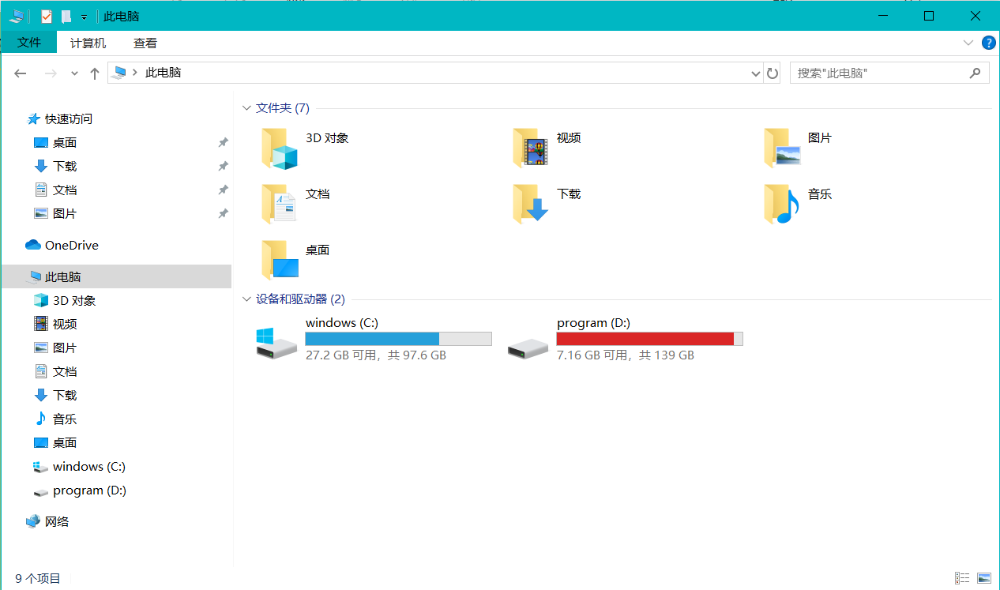 此电脑
文件 计算机 查看
此电脑 搜索"此电脑"
快速访问
桌面
下载
文档
图片
OneDrive
此电脑
3D 对象
视频
图片
文档
下载
音乐
桌面
windows (C:)
program (D:)
网络
文件夹 (7)
3D 对象
视频
图片
文档
下载
音乐
桌面
设备和驱动器 (2)
windows (C:)
27.2 GB 可用，共 97.6 GB
program (D:)
7.16 GB 可用，共 139 GB
9 个项目